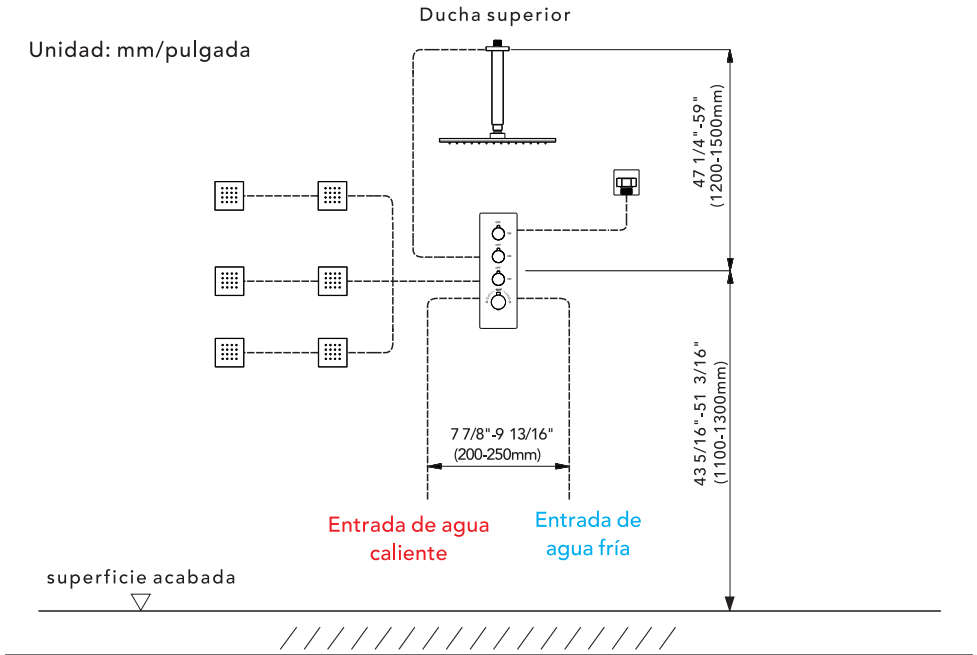 Ducha superior
Unidad: mm/pulgada
47 1/4"-59"
(1200-1500mm)
43 5/16"-51 3/16"
(1100-1300mm)
7 7/8"-9 13/16"
(200-250mm)
Entrada de agua
caliente
Entrada de
agua fría
superficie acabada